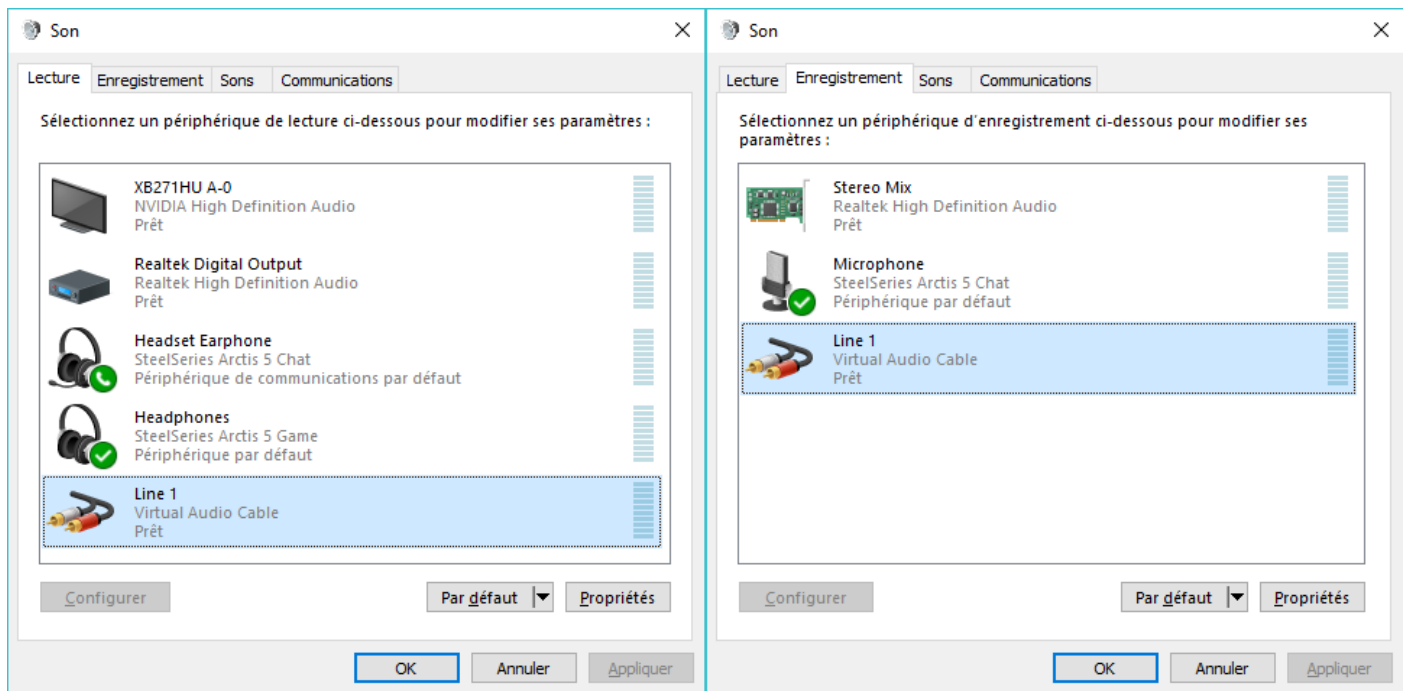 Son
Lecture Enregistrement Sons Communications
Sélectionnez un périphérique de lecture ci-dessous pour modifier ses paramètres :
XB271HU A-0
NVIDIA High Definition Audio
Prêt
Realtek Digital Output
Realtek High Definition Audio
Prêt
Headset Earphone
SteelSeries Arctis 5 Chat
Périphérique de communications par défaut
Headphones
SteelSeries Arctis 5 Game
Périphérique par défaut
Line 1
Virtual Audio Cable
Prêt
Configurer Par défaut Propriétés
OK Annuler Appliquer
Son
Lecture Enregistrement Sons Communications
Sélectionnez un périphérique d'enregistrement ci-dessous pour modifier ses
paramètres :
Stereo Mix
Realtek High Definition Audio
Prêt
Microphone
SteelSeries Arctis 5 Chat
Périphérique par défaut
Line 1
Virtual Audio Cable
Prêt
Configurer Par défaut Propriétés
OK Annuler Appliquer